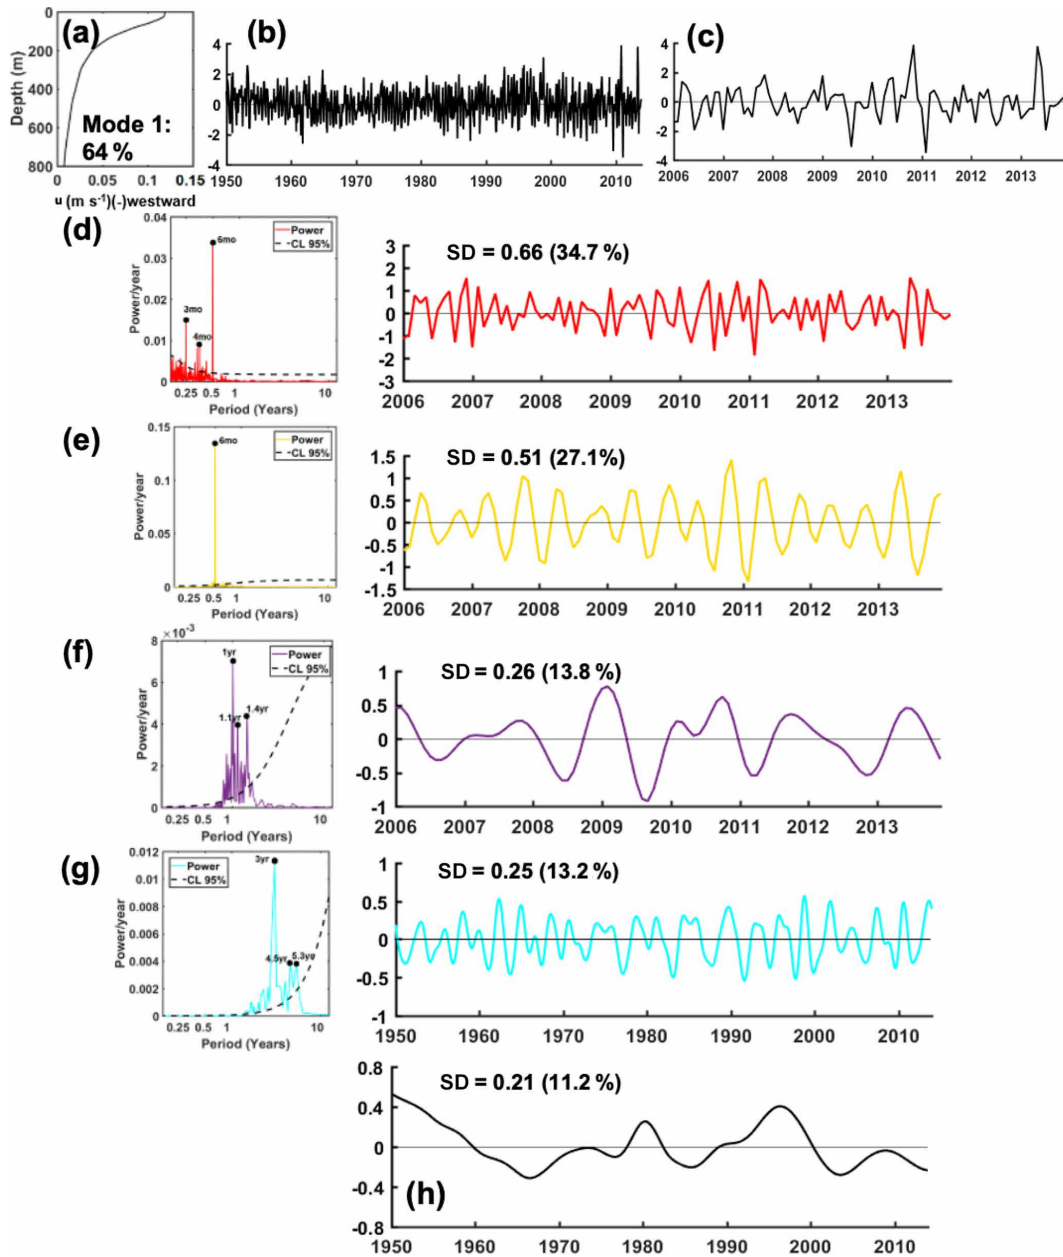 (a)
0
200
400
600
800
Depth (m)
Mode 1:
64 %
0 0.05 0.1 0.15
u (m s-1)(-)westward
(b)
4
2
0
-2
-4
1950 1960 1970 1980 1990 2000 2010
(c)
4
2
0
-2
-4
2006 2007 2008 2009 2010 2011 2012 2013
(d)
0.04
0.03
0.02
0.01
0
Power/year
Power
CL 95%
6mo
3mo
4mo
0.25 0.5 1 10
Period (Years)
SD = 0.66 (34.7 %)
3
2
1
0
-1
-2
-3
2006 2007 2008 2009 2010 2011 2012 2013
(e)
0.15
0.1
0.05
0
Power/year
Power
CL 95%
6mo
0.25 0.5 1 10
Period (Years)
SD = 0.51 (27.1%)
1.5
1
0.5
0
-0.5
-1
-1.5
2006 2007 2008 2009 2010 2011 2012 2013
(f)
×10-3
8
6
4
2
0
Power/year
Power
CL 95%
1yr
1.1yr
1.4yr
0.25 0.5 1 10
Period (Years)
SD = 0.26 (13.8 %)
1
0.5
0
-0.5
-1
2006 2007 2008 2009 2010 2011 2012 2013
(g)
0.012
0.01
0.008
0.006
0.004
0.002
0
Power/year
Power
CL 95%
3yr
4.5yr
5.3yr
0.25 0.5 1 10
Period (Years)
SD = 0.25 (13.2 %)
1
0.5
0
-0.5
-1
1950 1960 1970 1980 1990 2000 2010
SD = 0.21 (11.2 %)
0.8
0.4
0
-0.4
-0.8
(h)
1950 1960 1970 1980 1990 2000 2010